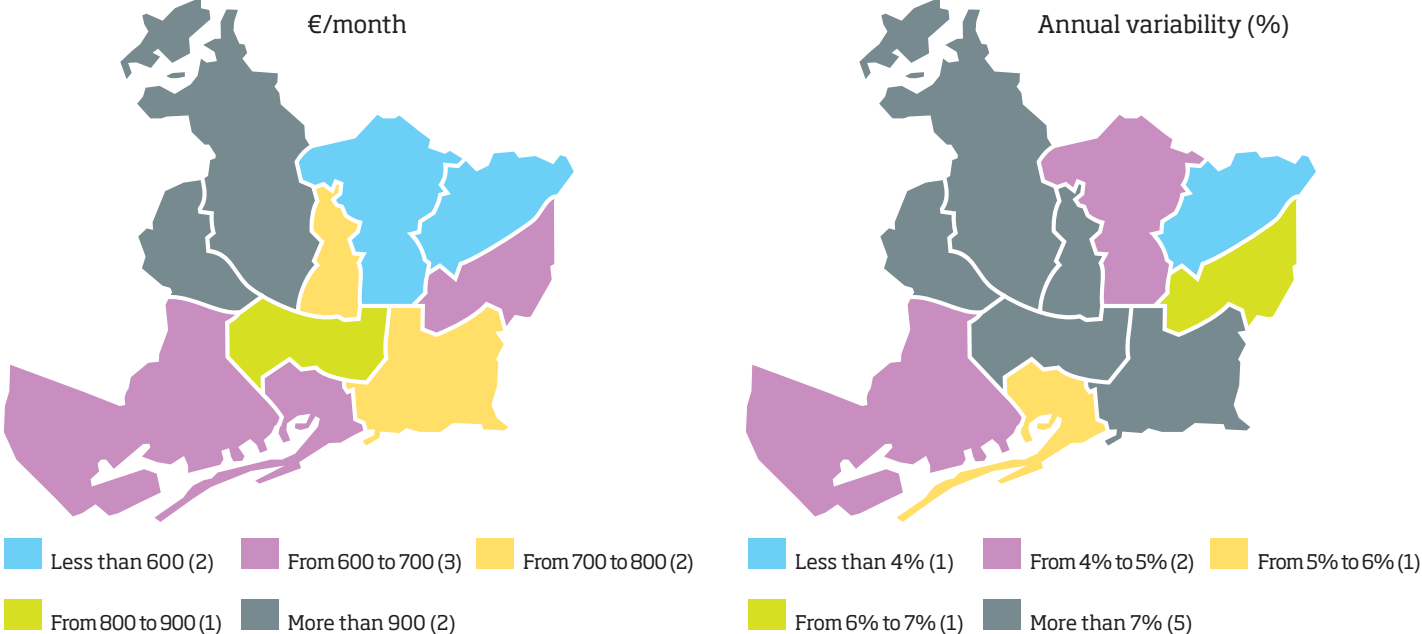 €/month
Less than 600 (2)
From 600 to 700 (3)
From 700 to 800 (2)
From 800 to 900 (1)
More than 900 (2)
Annual variability (%)
Less than 4% (1)
From 4% to 5% (2)
From 5% to 6% (1)
From 6% to 7% (1)
More than 7% (5)